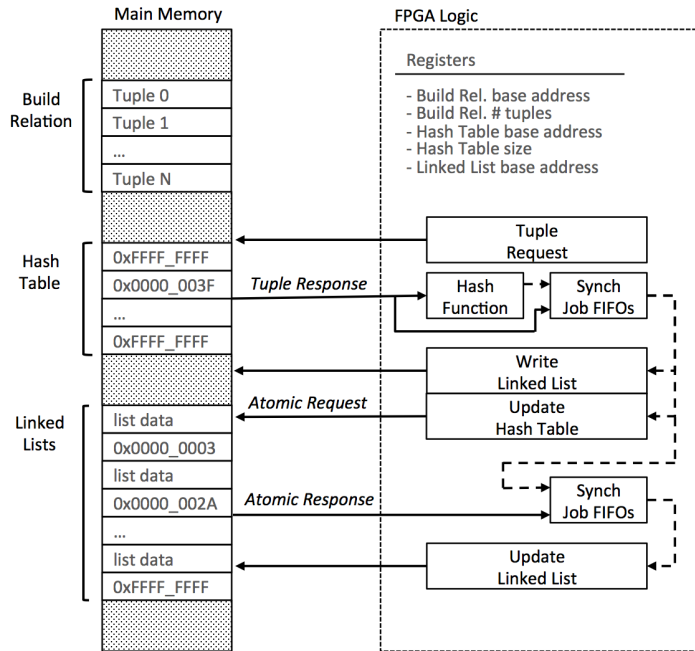 Main Memory
FPGA Logic
Build
Relation
Tuple 0
Tuple 1
...
Tuple N
Registers
- Build Rel. base address
- Build Rel. # tuples
- Hash Table base address
- Hash Table size
- Linked List base address
Tuple
Request
Hash
Table
0xFFFF_FFFF
0x0000_003F
...
0xFFFF_FFFF
Tuple Response
Hash
Function
Synch
Job FIFOs
Write
Linked List
Atomic Request
Update
Hash Table
Linked
Lists
list data
0x0000_0003
list data
0x0000_002A
...
list data
0xFFFF_FFFF
Atomic Response
Synch
Job FIFOs
Update
Linked List